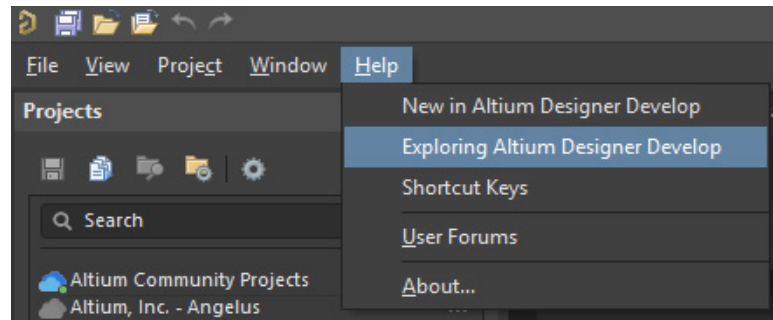 File View Project Window Help
Projects
New in Altium Designer Develop
Exploring Altium Designer Develop
Shortcut Keys
Search
User Forums
Altium Community Projects
About...
Altium, Inc. - Angelus